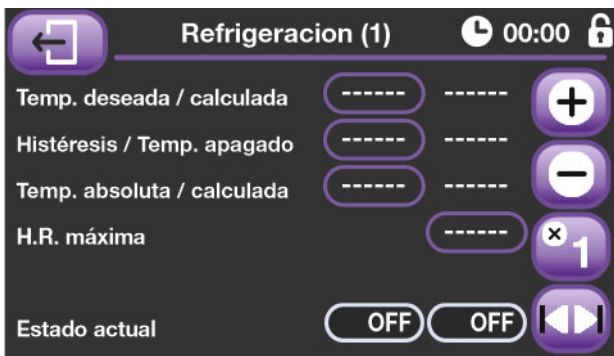 Refrigeracion (1) 00:00
Temp. deseada / calculada ------ ------
+
Histéresis / Temp. apagado ------ ------
Temp. absoluta / calculada ------ ------
H.R. máxima ------
×1
Estado actual OFF OFF